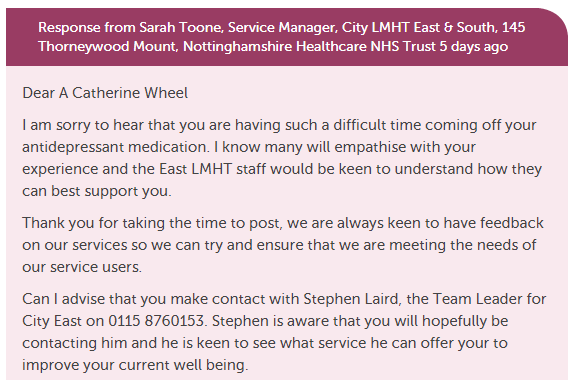 Response from Sarah Toone, Service Manager, City LMHT East & South, 145
Thorneywood Mount, Nottinghamshire Healthcare NHS Trust 5 days ago
Dear A Catherine Wheel
I am sorry to hear that you are having such a difficult time coming off your
antidepressant medication. I know many will empathise with your
experience and the East LMHT staff would be keen to understand how they
can best support you.
Thank you for taking the time to post, we are always keen to have feedback
on our services so we can try and ensure that we are meeting the needs of
our service users.
Can I advise that you make contact with Stephen Laird, the Team Leader for
City East on 0115 8760153. Stephen is aware that you will hopefully be
contacting him and he is keen to see what service he can offer your to
improve your current well being.